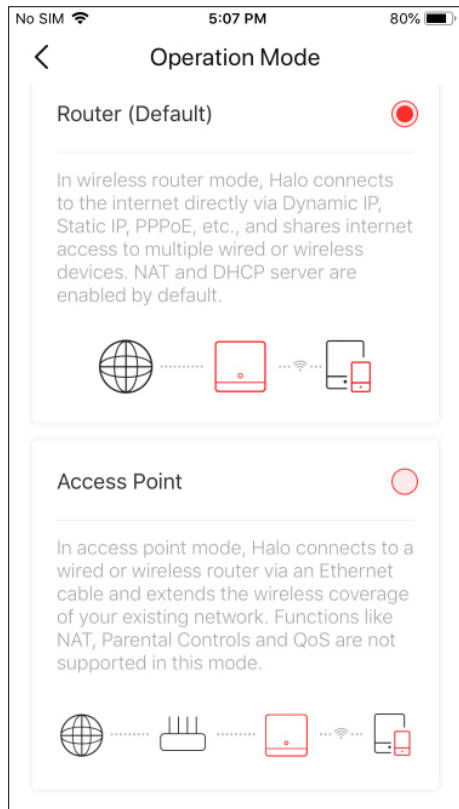 No SIM 5:07 PM 80%
Operation Mode
Router (Default)
In wireless router mode, Halo connects
to the internet directly via Dynamic IP,
Static IP, PPPoE, etc., and shares internet
access to multiple wired or wireless
devices. NAT and DHCP server are
enabled by default.
Access Point
In access point mode, Halo connects to a
wired or wireless router via an Ethernet
cable and extends the wireless coverage
of your existing network. Functions like
NAT, Parental Controls and QoS are not
supported in this mode.